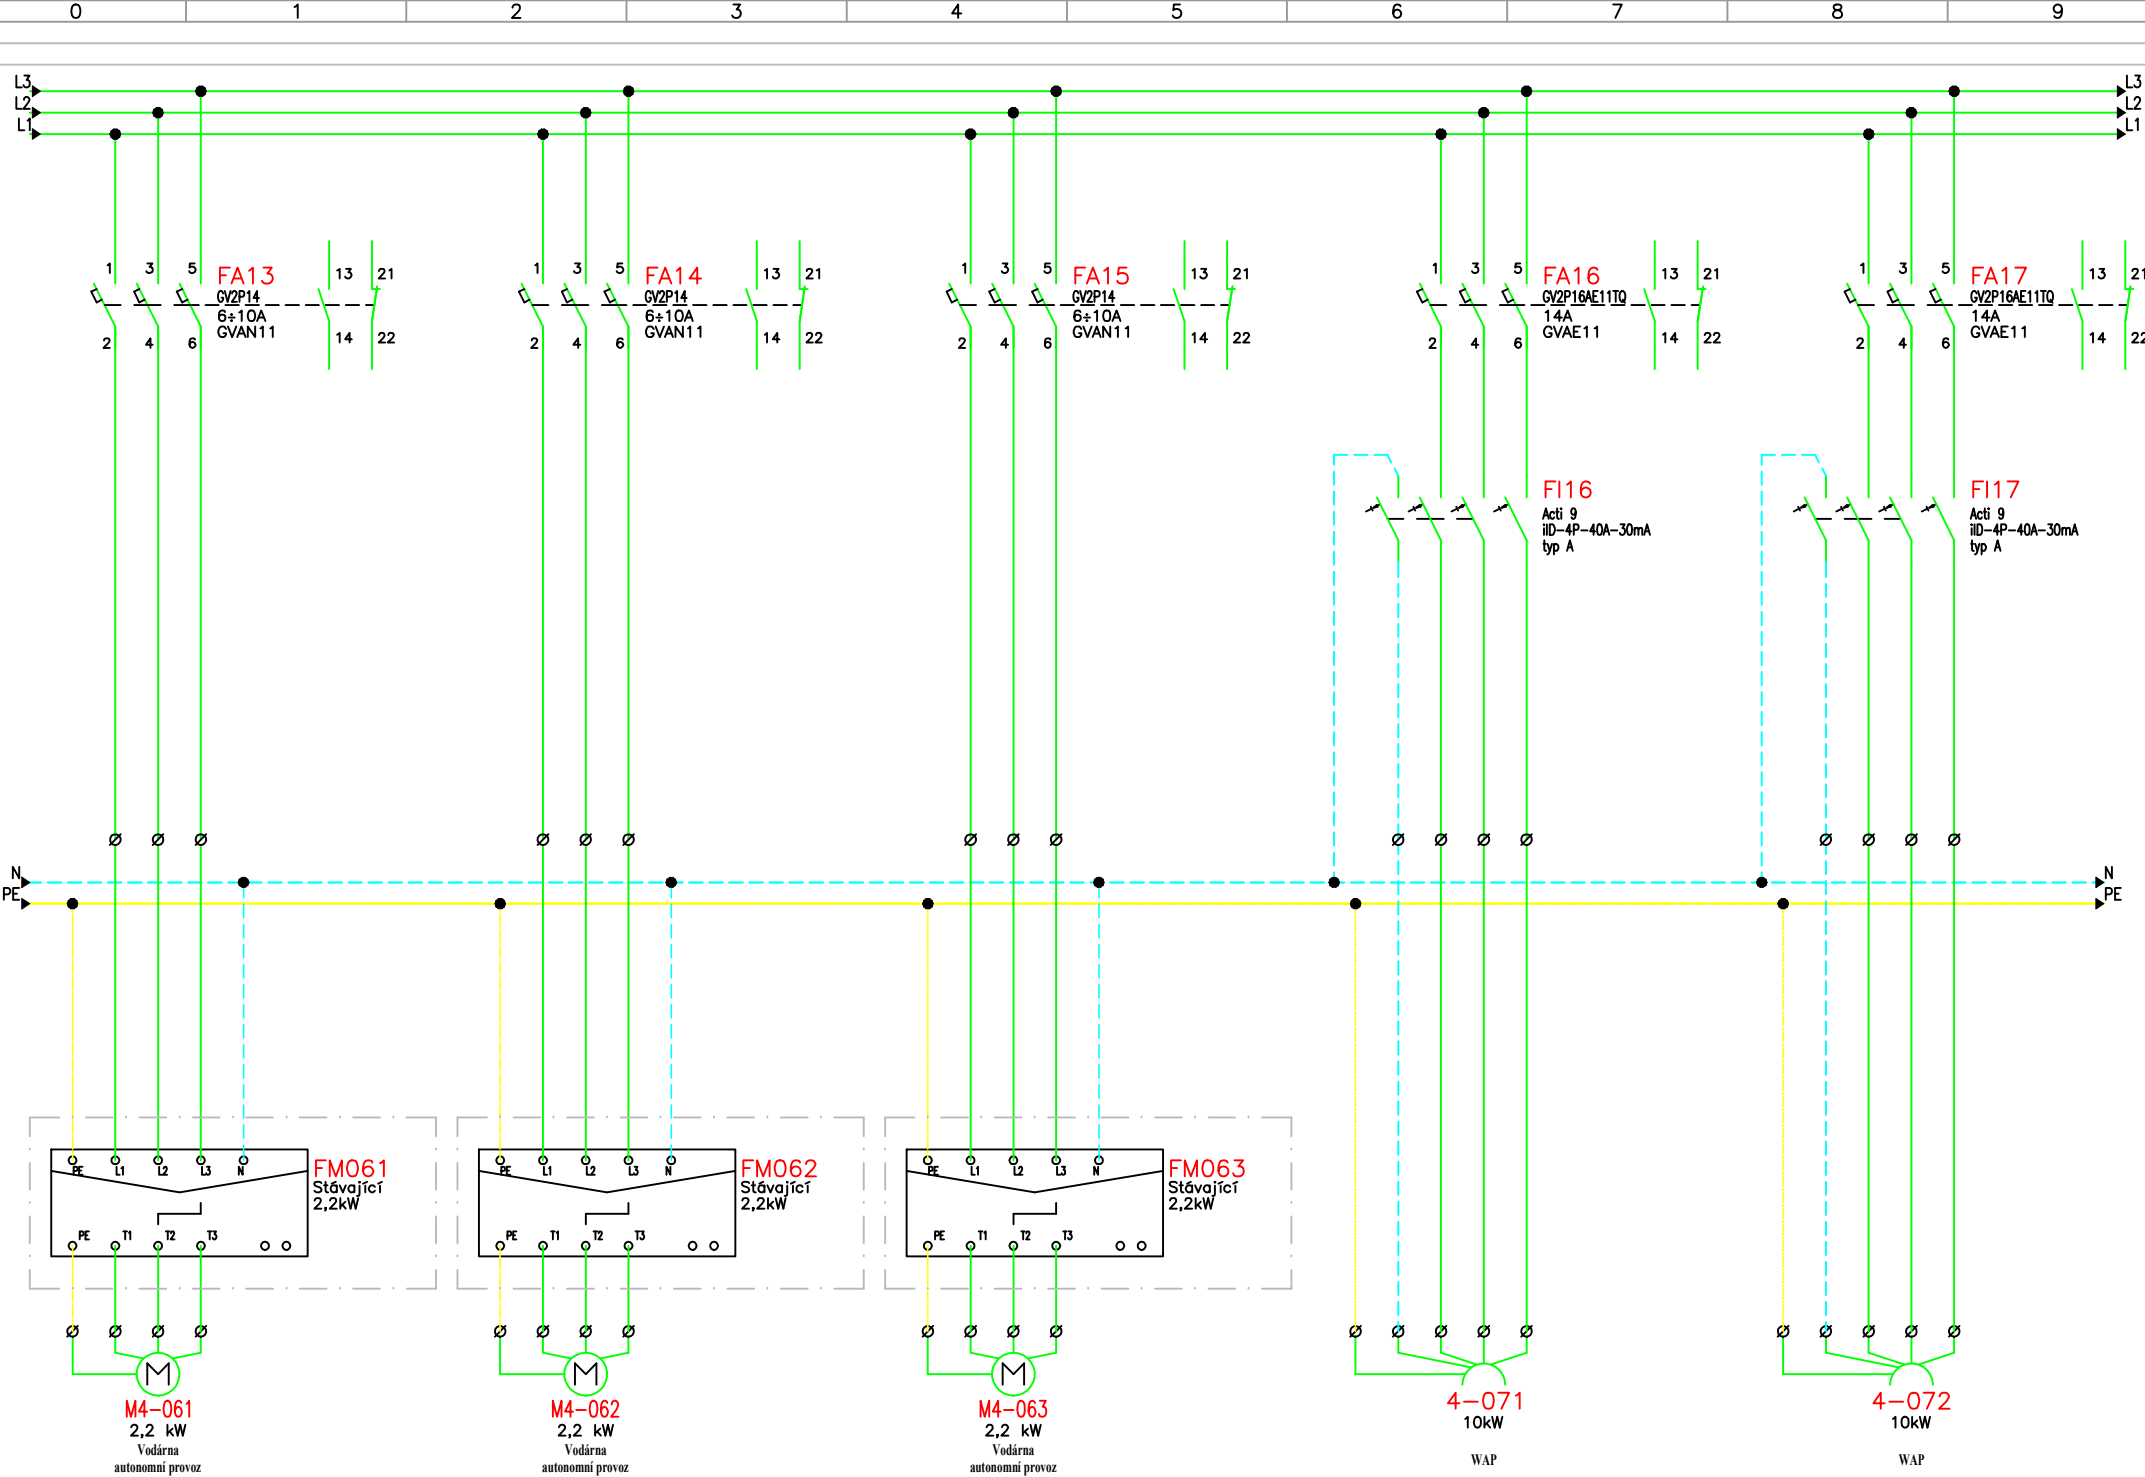 0 1 2 3 4 5 6 7 8 9
L3 L3
L2 L2
L1 L1
1 3 5 FA13 13 21
GV2P14
6÷10A
GVAN11
2 4 6 14 22
1 3 5 FA14 13 21
GV2P14
6÷10A
GVAN11
2 4 6 14 22
1 3 5 FA15 13 21
GV2P14
6÷10A
GVAN11
2 4 6 14 22
1 3 5 FA16 13 21
GV2P16AE11TQ
14A
GVAE11
2 4 6 14 22
1 3 5 FA17 13 21
GV2P16AE11TQ
14A
GVAE11
2 4 6 14 22
FI16
Acti 9
iID-4P-40A-30mA
typ A
FI17
Acti 9
iID-4P-40A-30mA
typ A
N N
PE PE
PE L1 L2 L3 N FM061
Stávající
2,2kW
PE T1 T2 T3
PE L1 L2 L3 N FM062
Stávající
2,2kW
PE T1 T2 T3
PE L1 L2 L3 N FM063
Stávající
2,2kW
PE T1 T2 T3
M
M4-061
2,2 kW
Vodárna
autonomní provoz
M
M4-062
2,2 kW
Vodárna
autonomní provoz
M
M4-063
2,2 kW
Vodárna
autonomní provoz
4-071
10kW
WAP
4-072
10kW
WAP